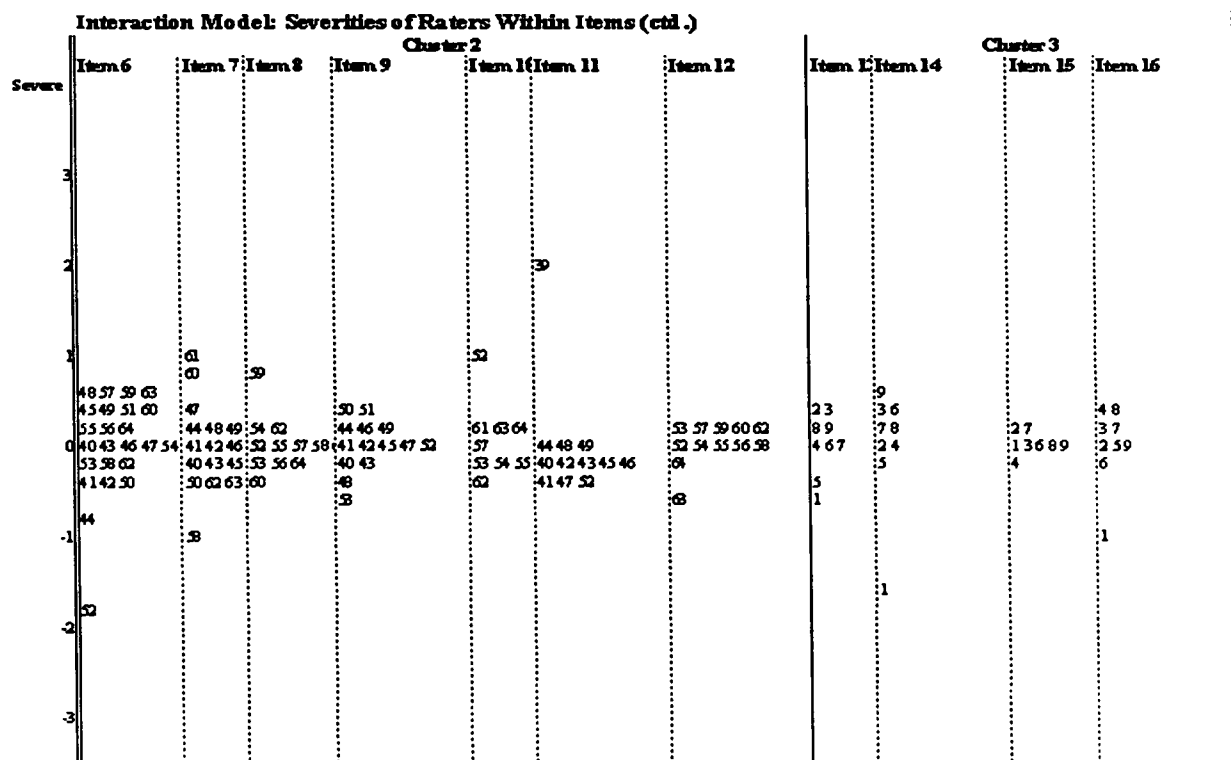 Interaction Model: Severities of Raters Within Items (ctd.)
Cluster 2 Cluster 3
Item 6 Item 7 Item 8 Item 9 Item 10 Item 11 Item 12 Item 13 Item 14 Item 15 Item 16
Severe
3
2 39
1 61 52
60 59
48 57 59 63 9
45 49 51 60 47 50 51 2 3 3 6 4 8
55 56 64 44 48 49 54 62 44 46 49 61 63 64 53 57 59 60 62 8 9 7 8 2 7 3 7
0 40 43 46 47 54 41 42 46 52 55 57 58 41 42 45 47 52 57 44 48 49 52 54 55 56 58 4 6 7 2 4 1 3 6 8 9 2 5 9
53 58 62 40 43 45 53 56 64 40 43 53 54 55 40 42 43 45 46 64 5 4 6
41 42 50 50 62 63 60 48 62 41 47 52 5
53 63 1
44
-1 53 1
1
52
-2
-3